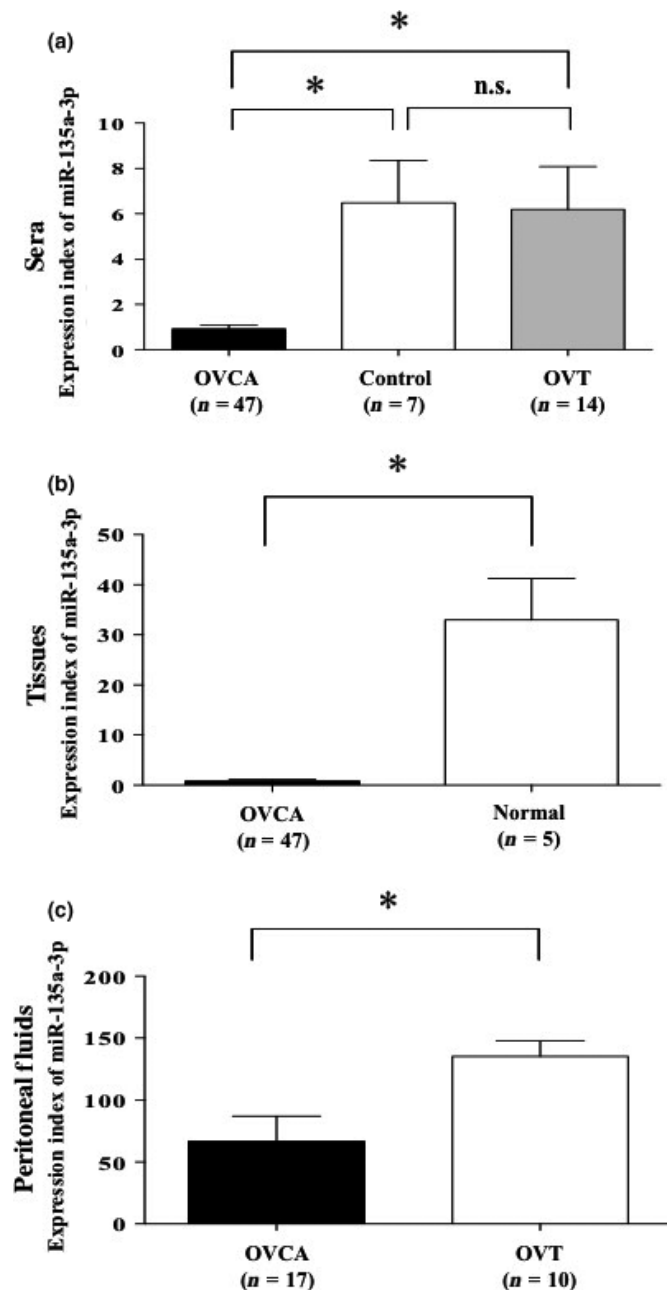 (a)
*
*
n.s.
Sera
Expression index of miR-135a-3p
10
8
6
4
2
0
OVCA
(n = 47)
Control
(n = 7)
OVT
(n = 14)
(b)
*
Tissues
Expression index of miR-135a-3p
50
40
30
20
10
0
OVCA
(n = 47)
Normal
(n = 5)
(c)
*
Peritoneal fluids
Expression index of miR-135a-3p
200
150
100
50
0
OVCA
(n = 17)
OVT
(n = 10)